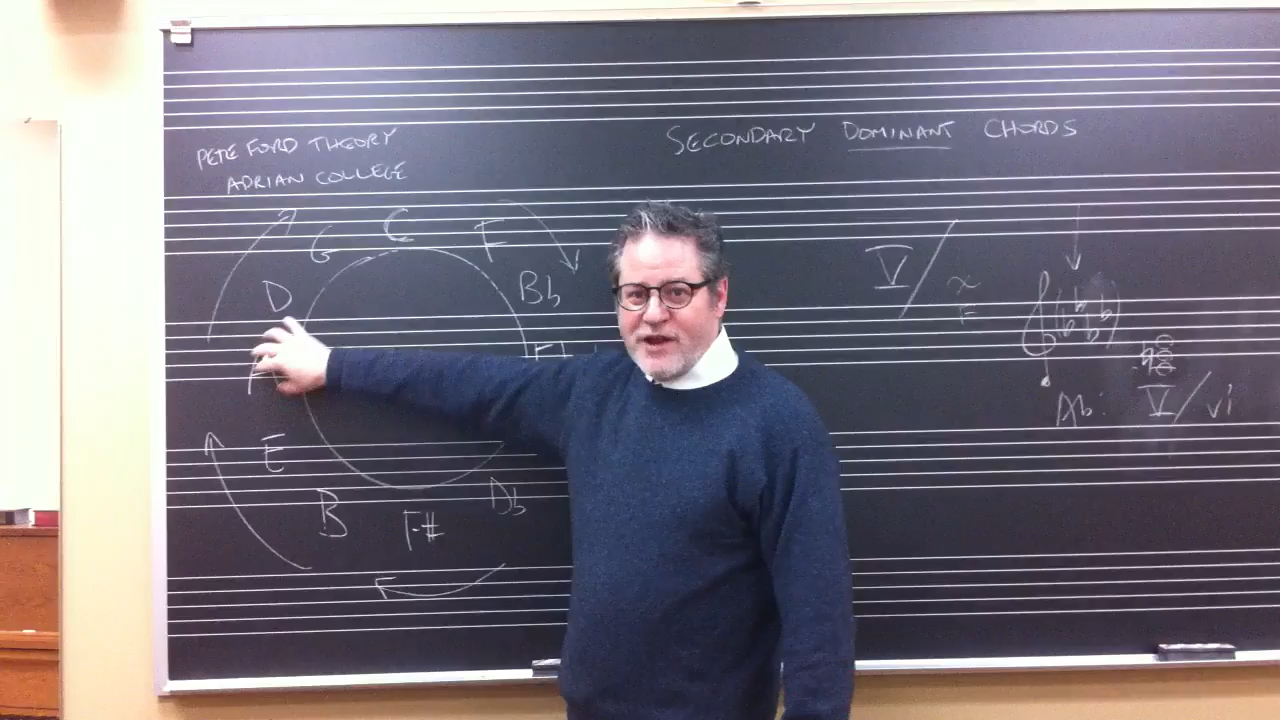 PETE FORD THEORY
ADRIAN COLLEGE
SECONDARY DOMINANT CHORDS
C
G
F
D
Bb
A
E
B
F#
Db
V/
Ab: V/vi